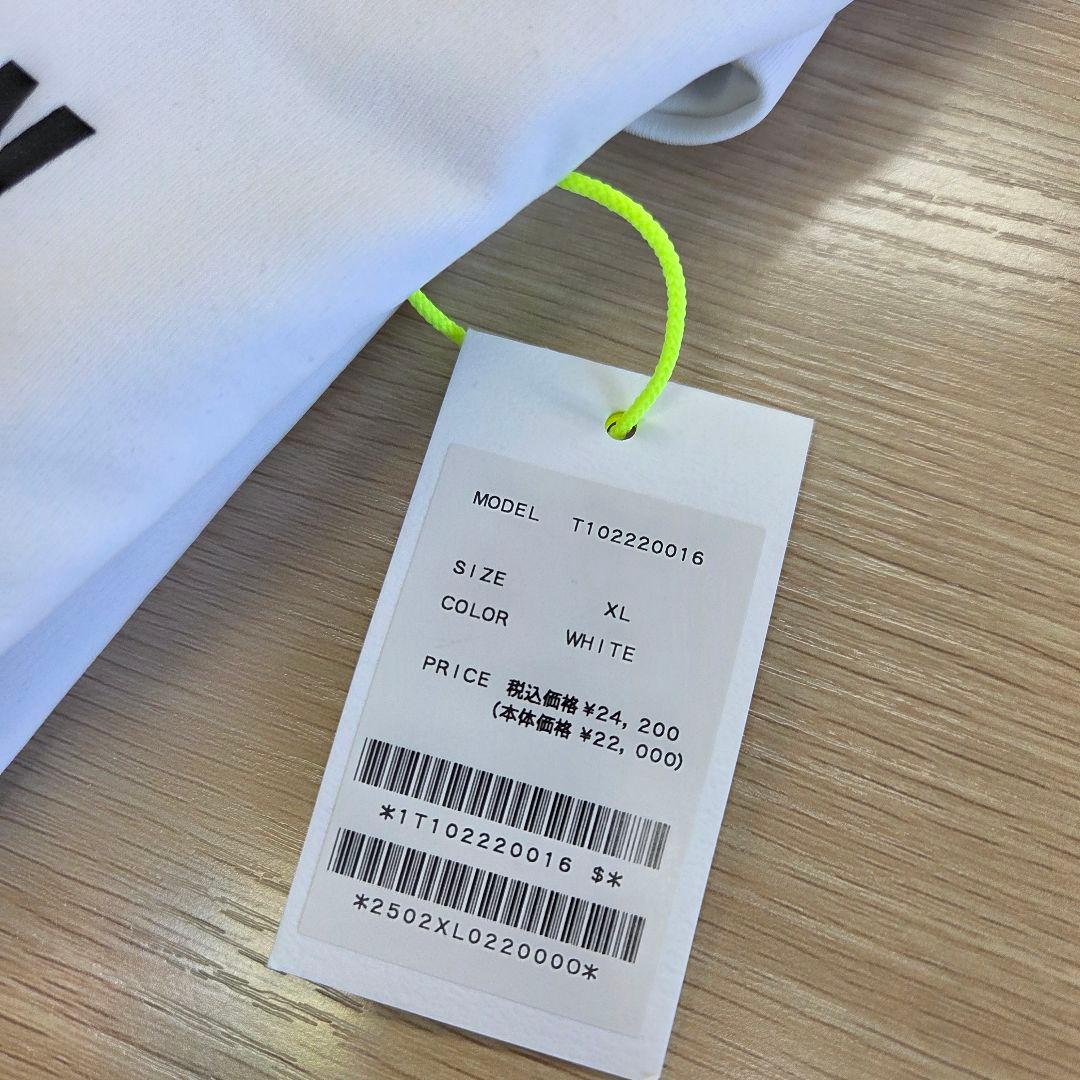 MODEL T102220016
SIZE XL
COLOR WHITE
PRICE 税込価格 ¥24, 200
(本体価格 ¥22, 000)
*1T102220016 $*
*2502XL0220000*